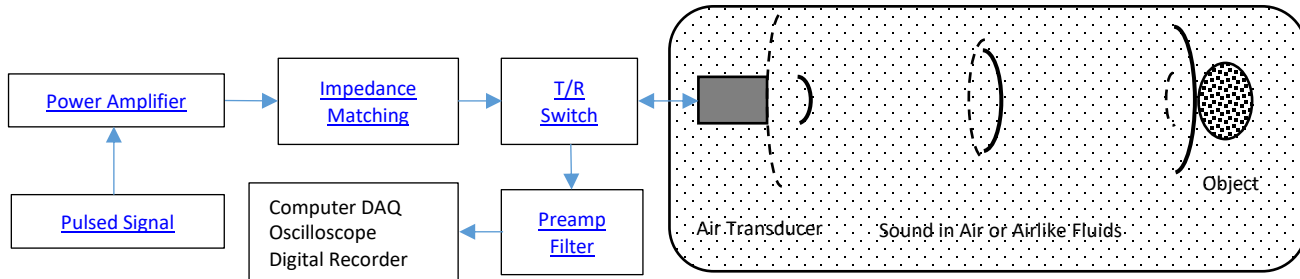 Power Amplifier
Impedance
Matching
T/R
Switch
Pulsed Signal
Computer DAQ
Oscilloscope
Digital Recorder
Preamp
Filter
Air Transducer
Sound in Air or Airlike Fluids
Object